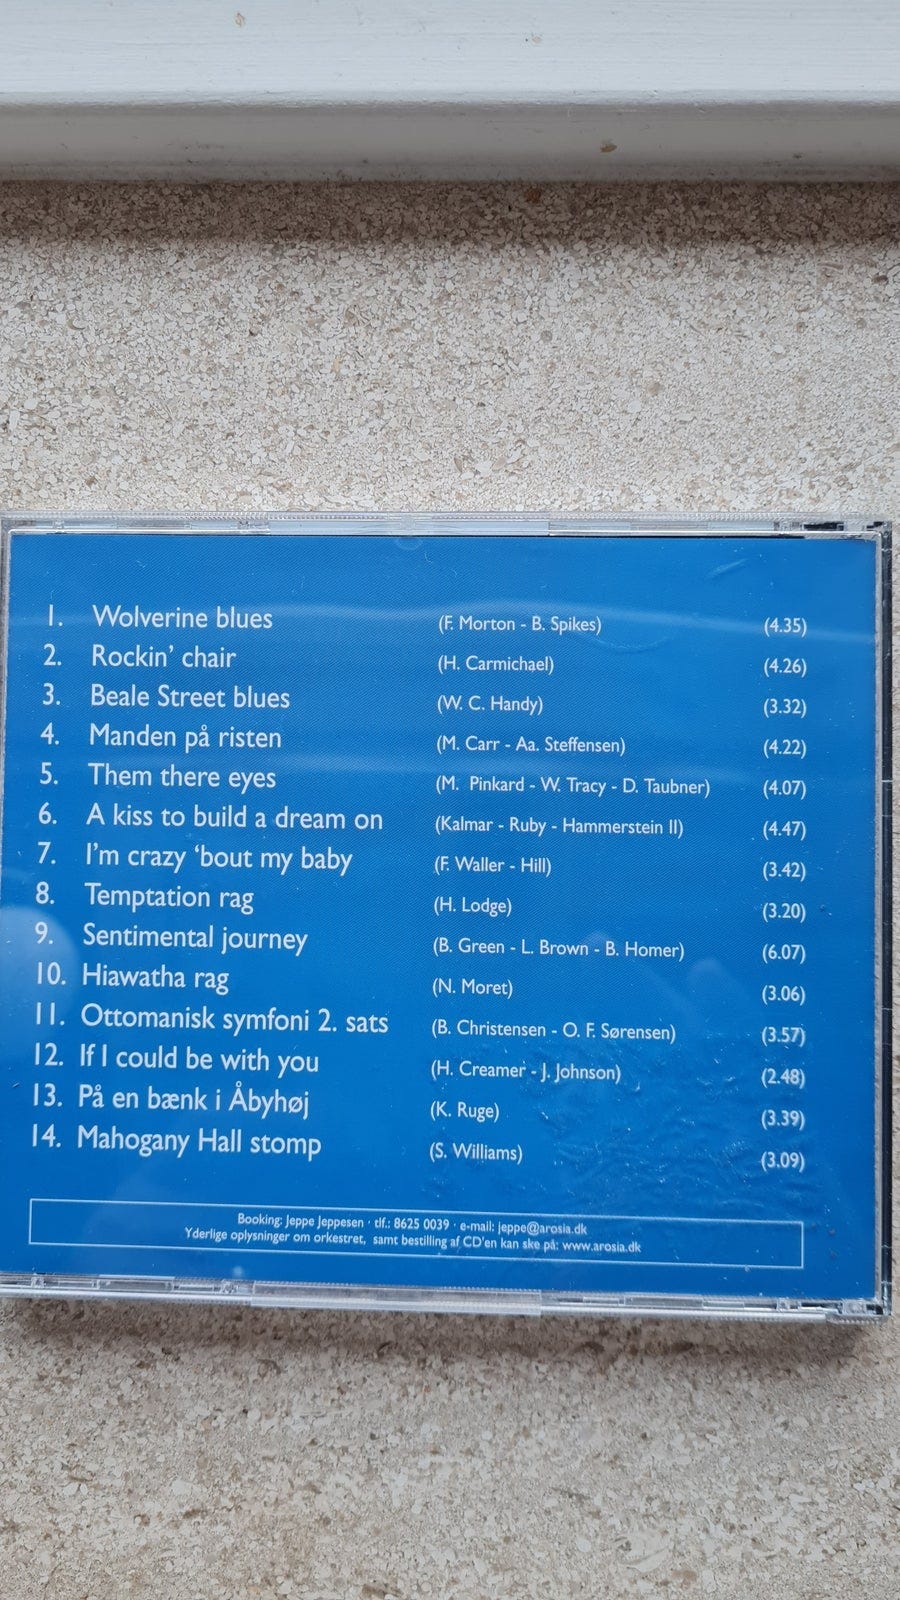 1. Wolverine blues (F. Morton - B. Spikes) (4.35)
2. Rockin' chair (H. Carmichael) (4.26)
3. Beale Street blues (W. C. Handy) (3.32)
4. Manden på risten (M. Carr - Aa. Steffensen) (4.22)
5. Them there eyes (M. Pinkard - W. Tracy - D. Taubner) (4.07)
6. A kiss to build a dream on (Kalmar - Ruby - Hammerstein II) (4.47)
7. I'm crazy 'bout my baby (F. Waller - Hill) (3.42)
8. Temptation rag (H. Lodge) (3.20)
9. Sentimental journey (B. Green - L. Brown - B. Homer) (6.07)
10. Hiawatha rag (N. Moret) (3.06)
11. Ottomanisk symfoni 2. sats (B. Christensen - O. F. Sørensen) (3.57)
12. If I could be with you (H. Creamer - J. Johnson) (2.48)
13. På en bænk i Åbyhøj (K. Ruge) (3.39)
14. Mahogany Hall stomp (S. Williams) (3.09)
Booking: Jeppe Jeppesen · tlf.: 8625 0039 · e-mail: jeppe@arosia.dk
Yderlige oplysninger om orkestret, samt bestilling af CD'en kan ske på: www.arosia.dk